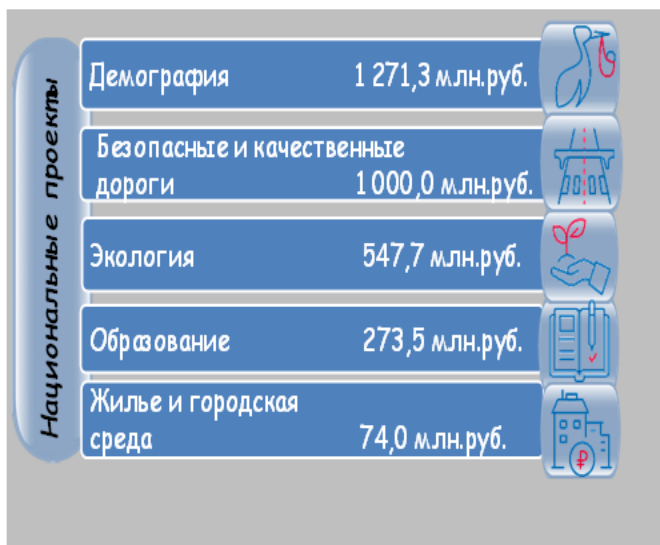 Национальные проекты
Демография 1 271,3 млн.руб.
Безопасные и качественные
дороги 1 000,0 млн.руб.
Экология 547,7 млн.руб.
Образование 273,5 млн.руб.
Жилье и городская
среда 74,0 млн.руб.
₽